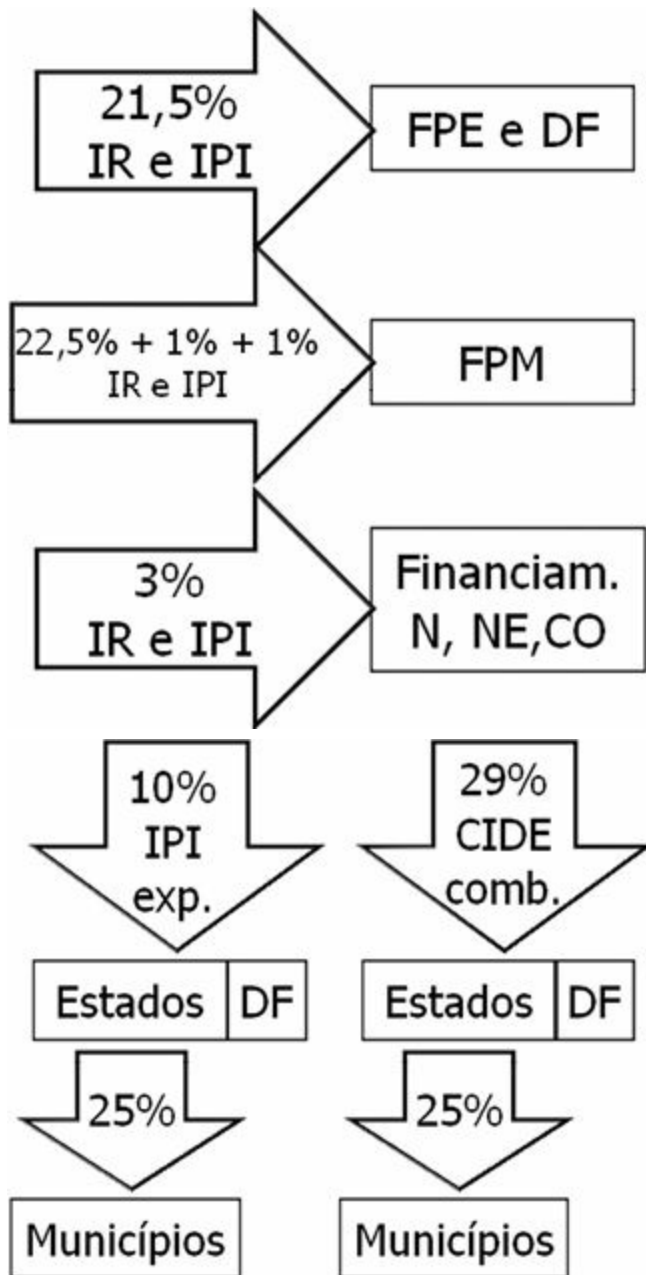 21,5%
IR e IPI
FPE e DF
22,5% + 1% + 1%
IR e IPI
FPM
3%
IR e IPI
Financiam.
N, NE,CO
10%
IPI
exp.
29%
CIDE
comb.
Estados
DF
Estados
DF
25%
25%
Municípios
Municípios